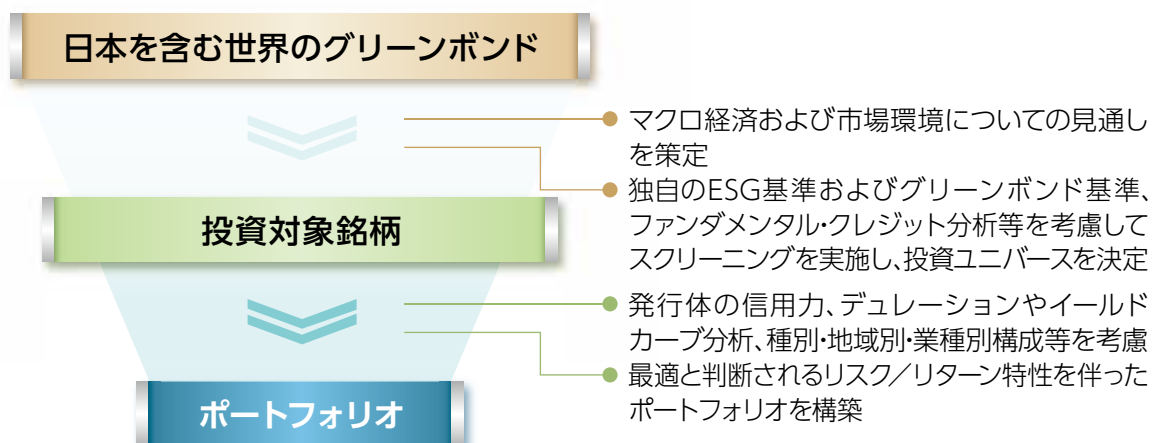 日本を含む世界のグリーンボンド
マクロ経済および市場環境についての見通し
を策定
独自のESG基準およびグリーンボンド基準、
ファンダメンタル・クレジット分析等を考慮して
スクリーニングを実施し、投資ユニバースを決定
投資対象銘柄
発行体の信用力、デュレーションやイールド
カーブ分析、種別・地域別・業種別構成等を考慮
最適と判断されるリスク／リターン特性を伴った
ポートフォリオを構築
ポートフォリオ